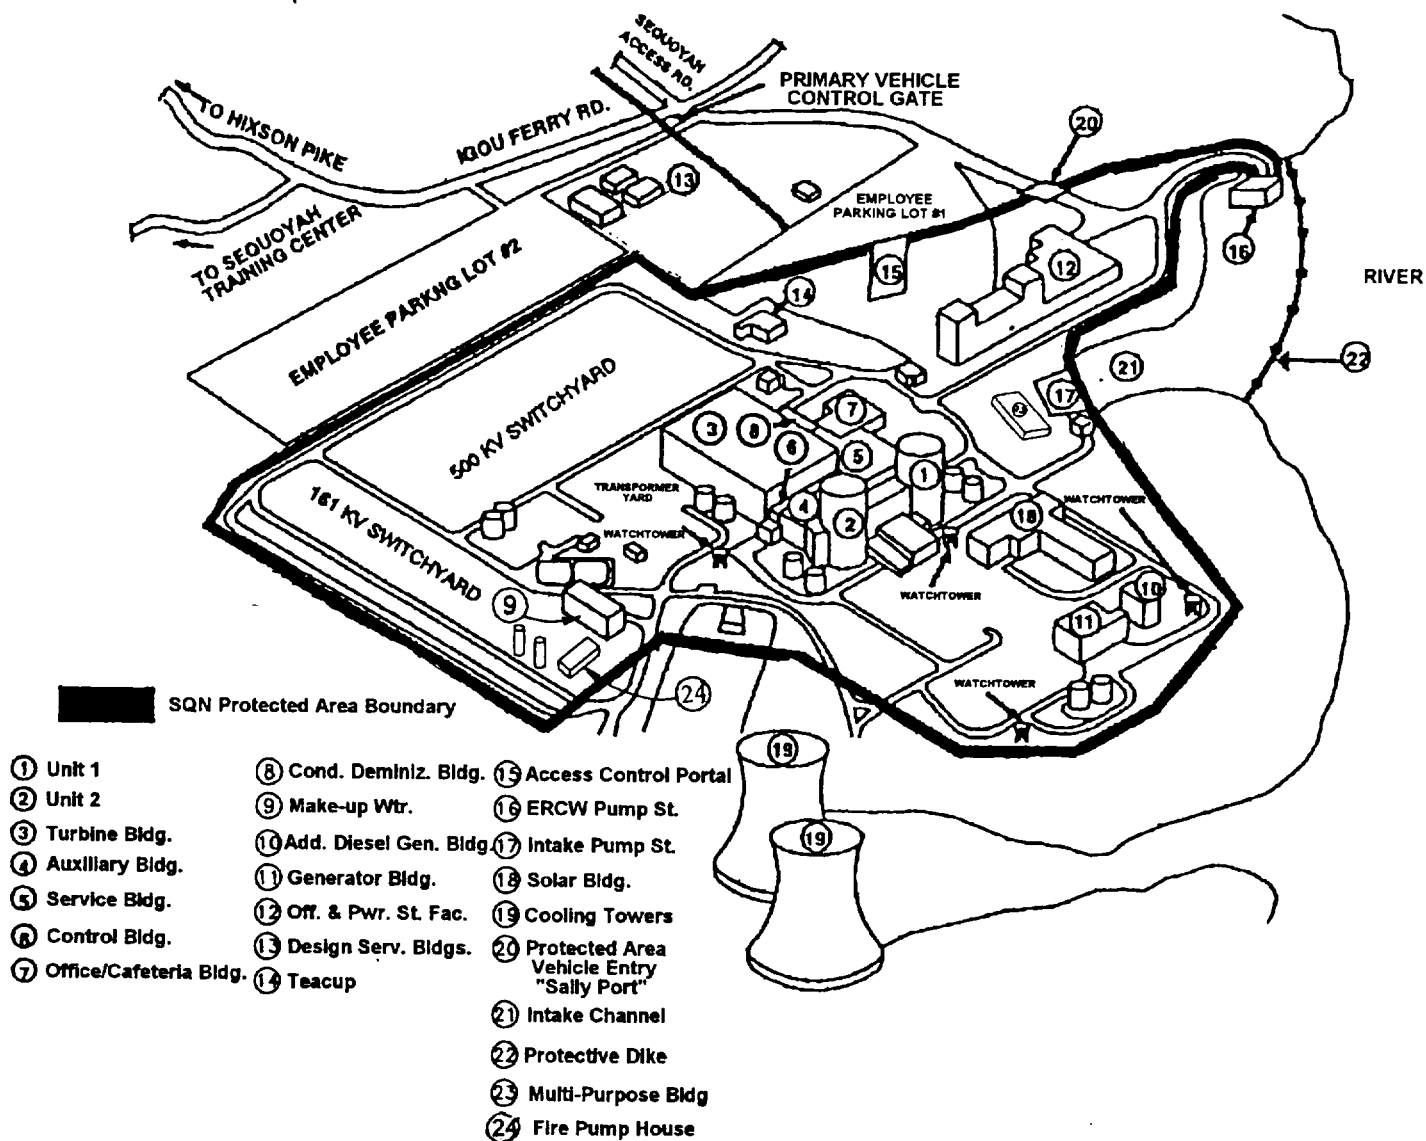 SEQUOYAH
ACCESS RD.
PRIMARY VEHICLE
CONTROL GATE
TO HIXSON PIKE
IGOU FERRY RD.
20
13
EMPLOYEE
PARKING LOT #1
TO SEQUOYAH
TRAINING CENTER
EMPLOYEE PARKNG LOT #2
15
12
16
RIVER
14
22
21
17
500 KV SWITCHYARD
3
8
7
6
5
1
161 KV SWITCHYARD
TRANSFORMER
YARD
WATCHTOWER
4
2
18
WATCHTOWER
WATCHTOWER
9
10
11
WATCHTOWER
24
SQN Protected Area Boundary
19
19
1 Unit 1
2 Unit 2
3 Turbine Bldg.
4 Auxiliary Bldg.
5 Service Bldg.
6 Control Bldg.
7 Office/Cafeteria Bldg.
8 Cond. Deminiz. Bldg.
9 Make-up Wtr.
10 Add. Diesel Gen. Bldg.
11 Generator Bldg.
12 Off. & Pwr. St. Fac.
13 Design Serv. Bldgs.
14 Teacup
15 Access Control Portal
16 ERCW Pump St.
17 Intake Pump St.
18 Solar Bldg.
19 Cooling Towers
20 Protected Area
Vehicle Entry
"Sally Port"
21 Intake Channel
22 Protective Dike
23 Multi-Purpose Bldg
24 Fire Pump House